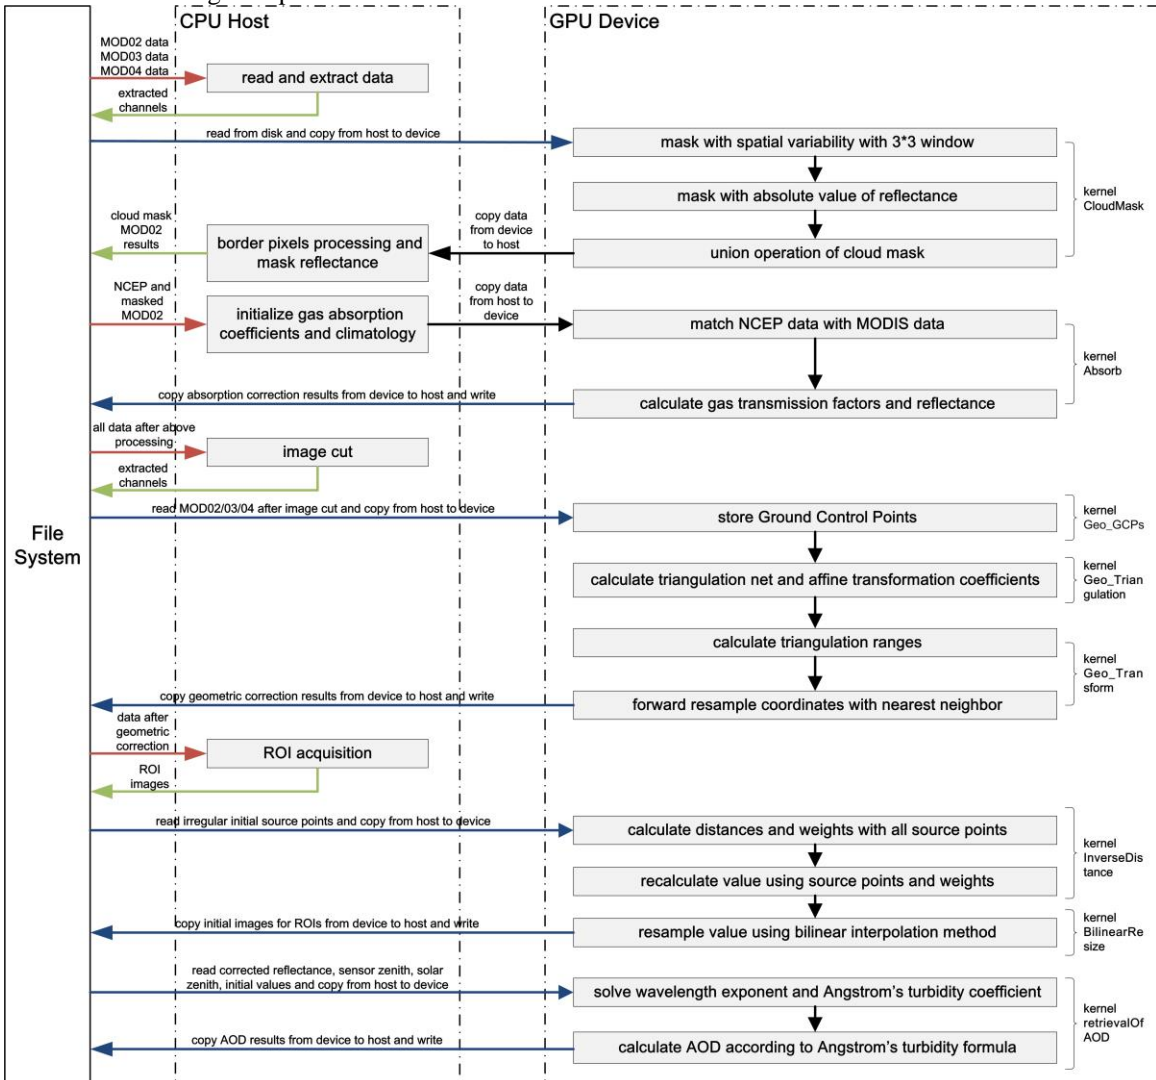 CPU Host
GPU Device
MOD02 data
MOD03 data
MOD04 data
read and extract data
extracted
channels
read from disk and copy from host to device
mask with spatial variability with 3*3 window
mask with absolute value of reflectance
kernel
CloudMask
cloud mask
MOD02
results
border pixels processing and
mask reflectance
copy data
from device
to host
union operation of cloud mask
NCEP and
masked
MOD02
initialize gas absorption
coefficients and climatology
copy data
from host to
device
match NCEP data with MODIS data
kernel
Absorb
copy absorption correction results from device to host and write
calculate gas transmission factors and reflectance
all data after above
processing
image cut
extracted
channels
read MOD02/03/04 after image cut and copy from host to device
store Ground Control Points
kernel
Geo_GCPs
File
System
calculate triangulation net and affine transformation coefficients
kernel
Geo_Trian
gulation
calculate triangulation ranges
kernel
Geo_Tran
sform
copy geometric correction results from device to host and write
forward resample coordinates with nearest neighbor
data after
geometric
correction
ROI acquisition
ROI
images
read irregular initial source points and copy from host to device
calculate distances and weights with all source points
kernel
InverseDis
tance
recalculate value using source points and weights
copy initial images for ROIs from device to host and write
resample value using bilinear interpolation method
kernel
BilinearRe
size
read corrected reflectance, sensor zenith, solar
zenith, initial values and copy from host to device
solve wavelength exponent and Angstrom's turbidity coefficient
kernel
retrievalOf
AOD
copy AOD results from device to host and write
calculate AOD according to Angstrom's turbidity formula